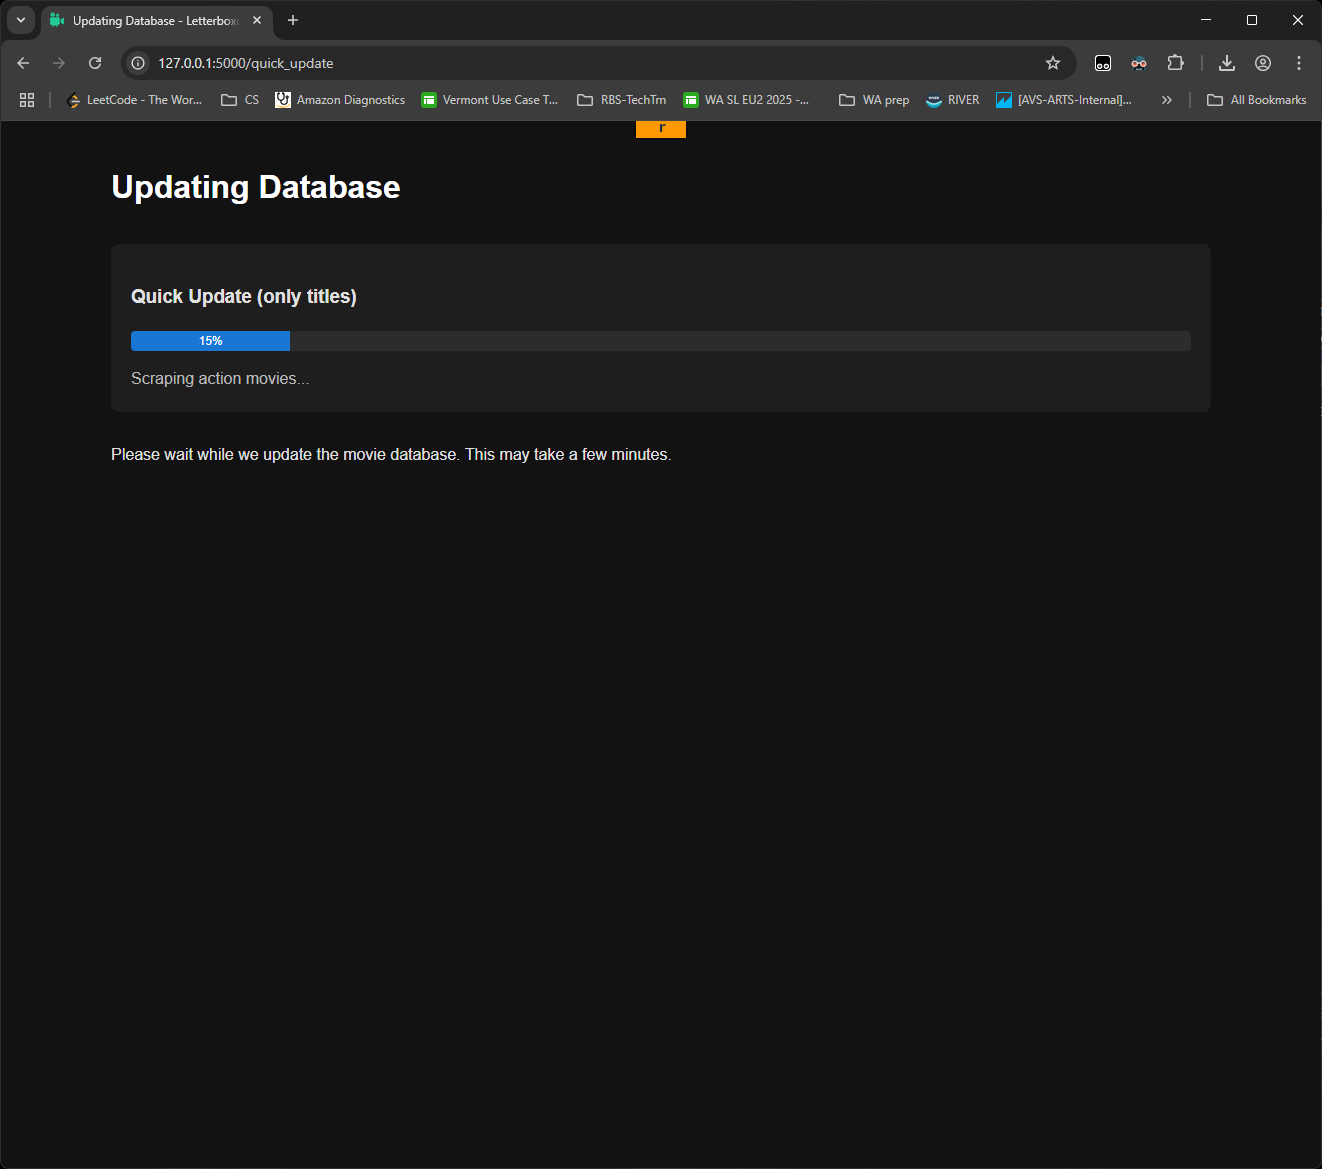 Updating Database - Letterbox
127.0.0.1:5000/quick_update
LeetCode - The Wor... CS Amazon Diagnostics Vermont Use Case T... RBS-TechTrn WA SL EU2 2025 -... WA prep RIVER [AVS-ARTS-Internal]... All Bookmarks
r
Updating Database
Quick Update (only titles)
15%
Scraping action movies...
Please wait while we update the movie database. This may take a few minutes.